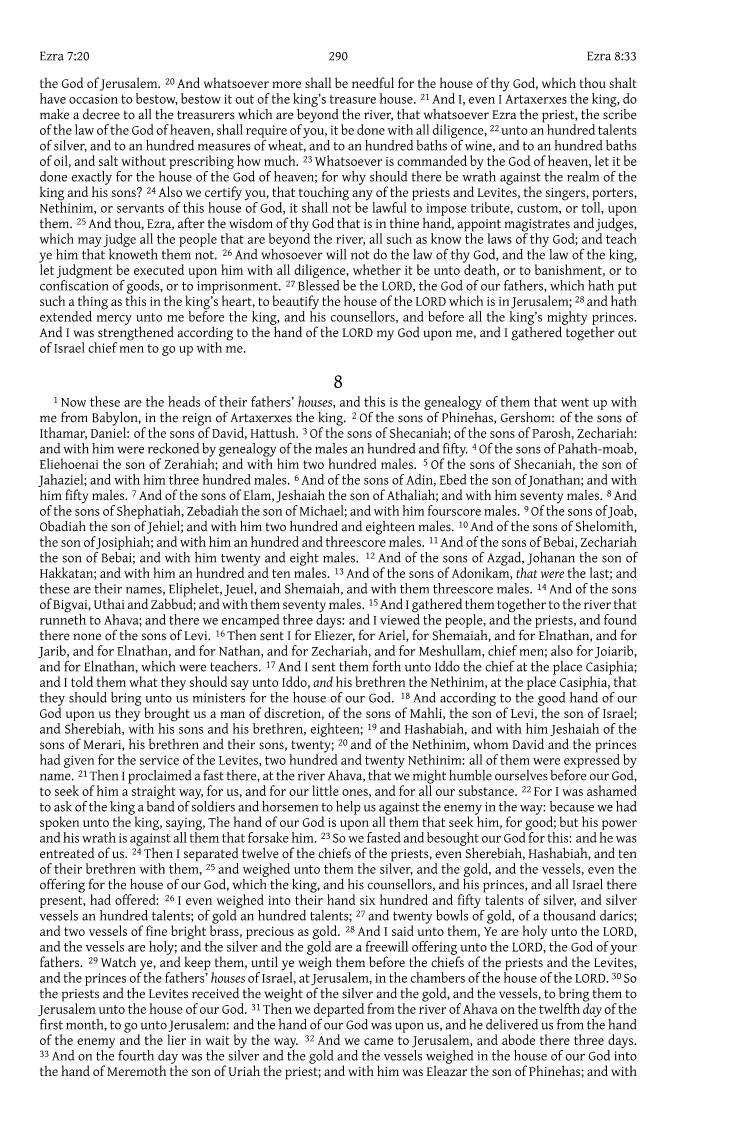 Ezra 7:20 290 Ezra 8:33
the God of Jerusalem. 20 And whatsoever more shall be needful for the house of thy God, which thou shalt
have occasion to bestow, bestow it out of the king’s treasure house. 21 And I, even I Artaxerxes the king, do
make a decree to all the treasurers which are beyond the river, that whatsoever Ezra the priest, the scribe
of the law of the God of heaven, shall require of you, it be done with all diligence, 22 unto an hundred talents
of silver, and to an hundred measures of wheat, and to an hundred baths of wine, and to an hundred baths
of oil, and salt without prescribing how much. 23 Whatsoever is commanded by the God of heaven, let it be
done exactly for the house of the God of heaven; for why should there be wrath against the realm of the
king and his sons? 24 Also we certify you, that touching any of the priests and Levites, the singers, porters,
Nethinim, or servants of this house of God, it shall not be lawful to impose tribute, custom, or toll, upon
them. 25 And thou, Ezra, after the wisdom of thy God that is in thine hand, appoint magistrates and judges,
which may judge all the people that are beyond the river, all such as know the laws of thy God; and teach
ye him that knoweth them not. 26 And whosoever will not do the law of thy God, and the law of the king,
let judgment be executed upon him with all diligence, whether it be unto death, or to banishment, or to
confiscation of goods, or to imprisonment. 27 Blessed be the LORD, the God of our fathers, which hath put
such a thing as this in the king’s heart, to beautify the house of the LORD which is in Jerusalem; 28 and hath
extended mercy unto me before the king, and his counsellors, and before all the king’s mighty princes.
And I was strengthened according to the hand of the LORD my God upon me, and I gathered together out
of Israel chief men to go up with me.
8
1 Now these are the heads of their fathers’ houses, and this is the genealogy of them that went up with
me from Babylon, in the reign of Artaxerxes the king. 2 Of the sons of Phinehas, Gershom: of the sons of
Ithamar, Daniel: of the sons of David, Hattush. 3 Of the sons of Shecaniah; of the sons of Parosh, Zechariah:
and with him were reckoned by genealogy of the males an hundred and fifty. 4 Of the sons of Pahath-moab,
Eliehoenai the son of Zerahiah; and with him two hundred males. 5 Of the sons of Shecaniah, the son of
Jahaziel; and with him three hundred males. 6 And of the sons of Adin, Ebed the son of Jonathan; and with
him fifty males. 7 And of the sons of Elam, Jeshaiah the son of Athaliah; and with him seventy males. 8 And
of the sons of Shephatiah, Zebadiah the son of Michael; and with him fourscore males. 9 Of the sons of Joab,
Obadiah the son of Jehiel; and with him two hundred and eighteen males. 10 And of the sons of Shelomith,
the son of Josiphiah; and with him an hundred and threescore males. 11 And of the sons of Bebai, Zechariah
the son of Bebai; and with him twenty and eight males. 12 And of the sons of Azgad, Johanan the son of
Hakkatan; and with him an hundred and ten males. 13 And of the sons of Adonikam, that were the last; and
these are their names, Eliphelet, Jeuel, and Shemaiah, and with them threescore males. 14 And of the sons
of Bigvai, Uthai and Zabbud; and with them seventy males. 15 And I gathered them together to the river that
runneth to Ahava; and there we encamped three days: and I viewed the people, and the priests, and found
there none of the sons of Levi. 16 Then sent I for Eliezer, for Ariel, for Shemaiah, and for Elnathan, and for
Jarib, and for Elnathan, and for Nathan, and for Zechariah, and for Meshullam, chief men; also for Joiarib,
and for Elnathan, which were teachers. 17 And I sent them forth unto Iddo the chief at the place Casiphia;
and I told them what they should say unto Iddo, and his brethren the Nethinim, at the place Casiphia, that
they should bring unto us ministers for the house of our God. 18 And according to the good hand of our
God upon us they brought us a man of discretion, of the sons of Mahli, the son of Levi, the son of Israel;
and Sherebiah, with his sons and his brethren, eighteen; 19 and Hashabiah, and with him Jeshaiah of the
sons of Merari, his brethren and their sons, twenty; 20 and of the Nethinim, whom David and the princes
had given for the service of the Levites, two hundred and twenty Nethinim: all of them were expressed by
name. 21 Then I proclaimed a fast there, at the river Ahava, that we might humble ourselves before our God,
to seek of him a straight way, for us, and for our little ones, and for all our substance. 22 For I was ashamed
to ask of the king a band of soldiers and horsemen to help us against the enemy in the way: because we had
spoken unto the king, saying, The hand of our God is upon all them that seek him, for good; but his power
and his wrath is against all them that forsake him. 23 So we fasted and besought our God for this: and he was
entreated of us. 24 Then I separated twelve of the chiefs of the priests, even Sherebiah, Hashabiah, and ten
of their brethren with them, 25 and weighed unto them the silver, and the gold, and the vessels, even the
offering for the house of our God, which the king, and his counsellors, and his princes, and all Israel there
present, had offered: 26 I even weighed into their hand six hundred and fifty talents of silver, and silver
vessels an hundred talents; of gold an hundred talents; 27 and twenty bowls of gold, of a thousand darics;
and two vessels of fine bright brass, precious as gold. 28 And I said unto them, Ye are holy unto the LORD,
and the vessels are holy; and the silver and the gold are a freewill offering unto the LORD, the God of your
fathers. 29 Watch ye, and keep them, until ye weigh them before the chiefs of the priests and the Levites,
and the princes of the fathers’ houses of Israel, at Jerusalem, in the chambers of the house of the LORD. 30 So
the priests and the Levites received the weight of the silver and the gold, and the vessels, to bring them to
Jerusalem unto the house of our God. 31 Then we departed from the river of Ahava on the twelfth day of the
first month, to go unto Jerusalem: and the hand of our God was upon us, and he delivered us from the hand
of the enemy and the lier in wait by the way. 32 And we came to Jerusalem, and abode there three days.
33 And on the fourth day was the silver and the gold and the vessels weighed in the house of our God into
the hand of Meremoth the son of Uriah the priest; and with him was Eleazar the son of Phinehas; and with